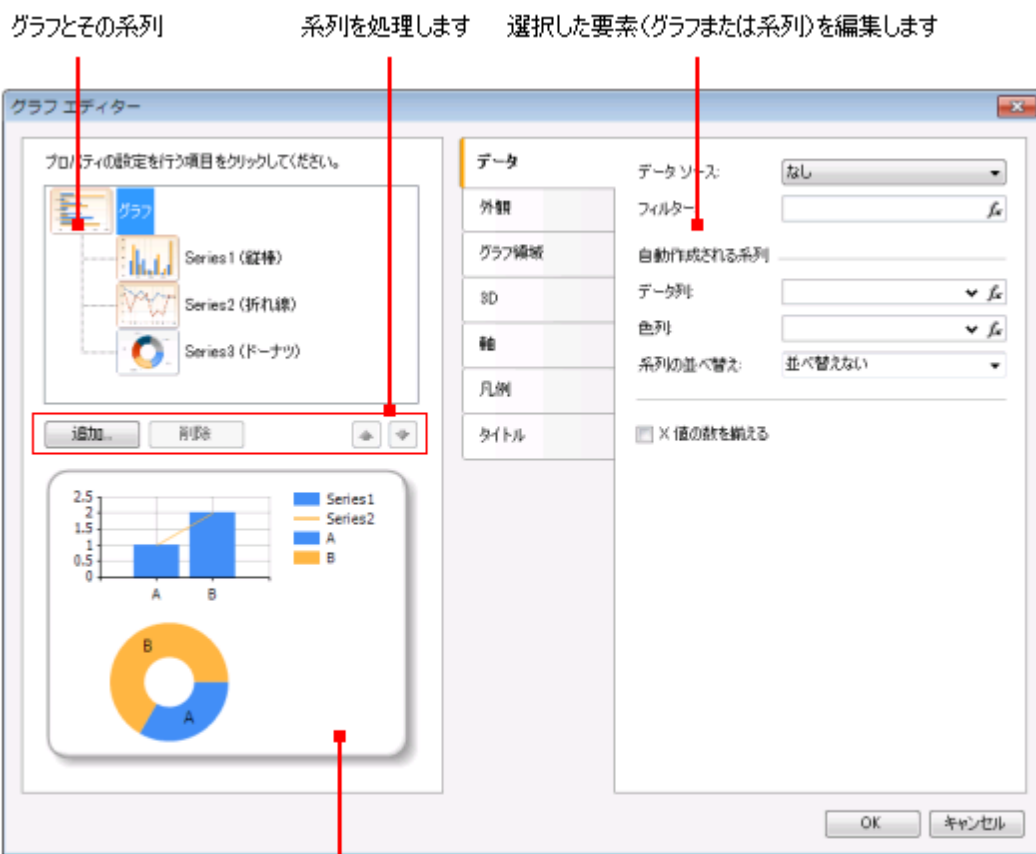 グラフとその系列
系列を処理します
選択した要素(グラフまたは系列)を編集します
グラフ エディター
プロパティの設定を行う項目をクリックしてください。
グラフ
Series1 (縦棒)
Series2 (折れ線)
Series3 (ドーナツ)
追加...
削除
2.5
2
1.5
1
0.5
0
A
B
Series1
Series2
A
B
B
A
データ
外観
グラフ領域
3D
軸
凡例
タイトル
データ ソース:
なし
フィルター:
fx
自動作成される系列
データ列:
fx
色列:
fx
系列の並べ替え:
並べ替えない
X 値の数を揃える
OK
キャンセル